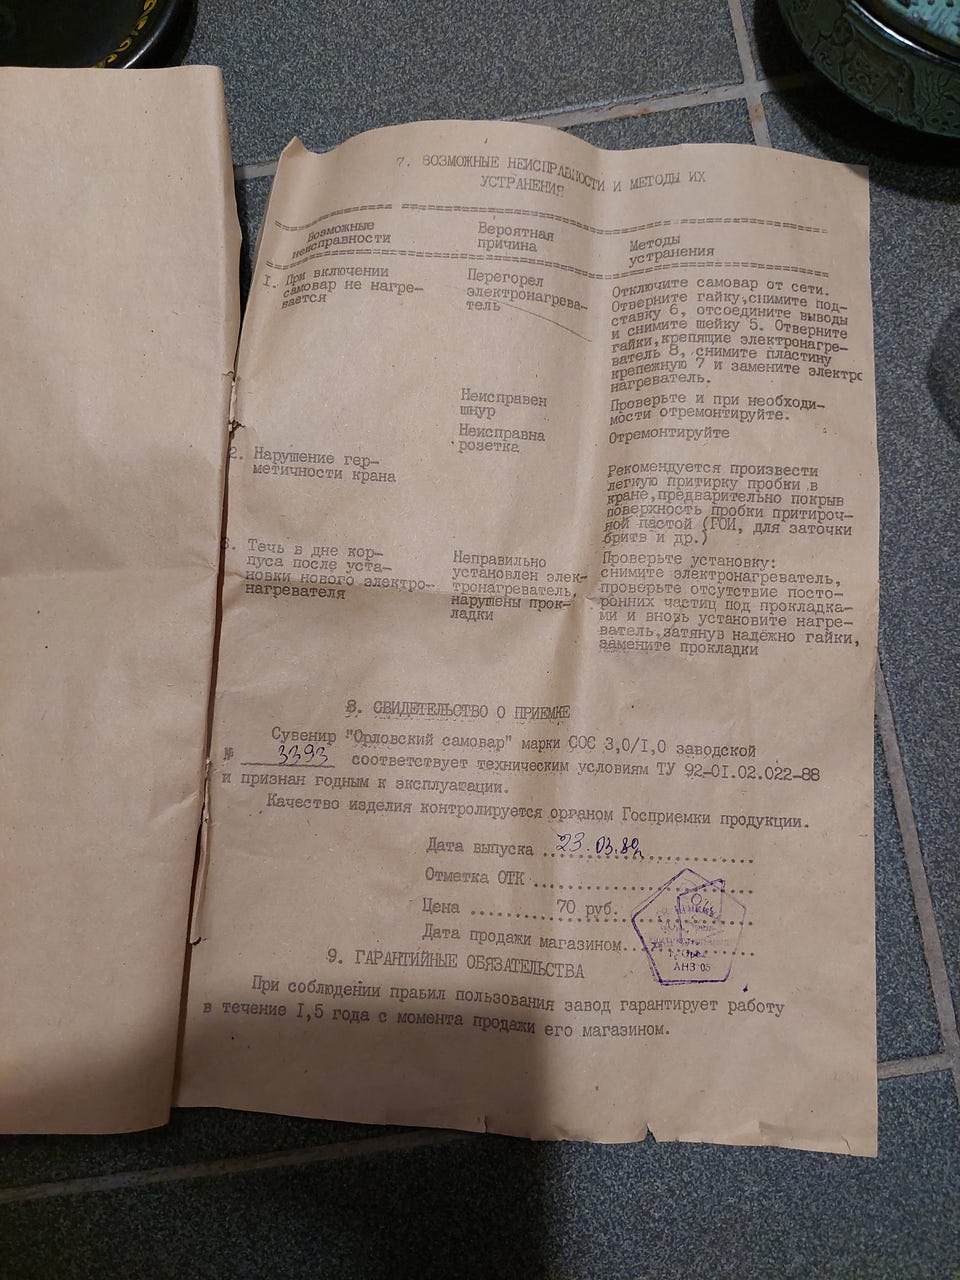 7. ВОЗМОЖНЫЕ НЕИСПРАВНОСТИ И МЕТОДЫ ИХ
УСТРАНЕНИЯ
Возможные
неисправности
Вероятная
причина
Методы
устранения
I. При включении
самовар не нагре-
вается
Перегорел
электронагрева-
тель
Отключите самовар от сети.
Отверните гайку,снимите под-
ставку 6, отсоедините выводы
и снимите шейку 5. Отверните
гайки,крепящие электронагре-
ватель 8, снимите пластину
крепежную 7 и замените электро
нагреватель.
Неисправен
шнур
Проверьте и при необходи-
мости отремонтируйте.
Неисправна
розетка
Отремонтируйте
2. Нарушение гер-
метичности крана
Рекомендуется произвести
легкую притирку пробки в
кране,предварительно покрыв
поверхность пробки притироч-
ной пастой (ГОИ, для заточки
бритв и др.)
3. Течь в дне кор-
пуса после уста-
новки нового электро-
нагревателя
Неправильно
установлен элек-
тронагреватель,
нарушены прок-
ладки
Проверьте установку:
снимите электронагреватель,
проверьте отсутствие посто-
ронних частиц под прокладка-
ми и вновь установите нагре-
ватель,затянув надёжно гайки,
замените прокладки
8. СВИДЕТЕЛЬСТВО О ПРИЕМКЕ
Сувенир "Орловский самовар" марки СОС 3,0/I,0 заводской
№ 3393 соответствует техническим условиям ТУ 92-0I.02.022-88
и признан годным к эксплуатации.
Качество изделия контролируется органом Госприемки продукции.
Дата выпуска 23.03.89
Отметка ОТК
Цена 70 руб.
Дата продажи магазином
АНЗ 05
9. ГАРАНТИЙНЫЕ ОБЯЗАТЕЛЬСТВА
При соблюдении правил пользования завод гарантирует работу
в течение I,5 года с момента продажи его магазином.